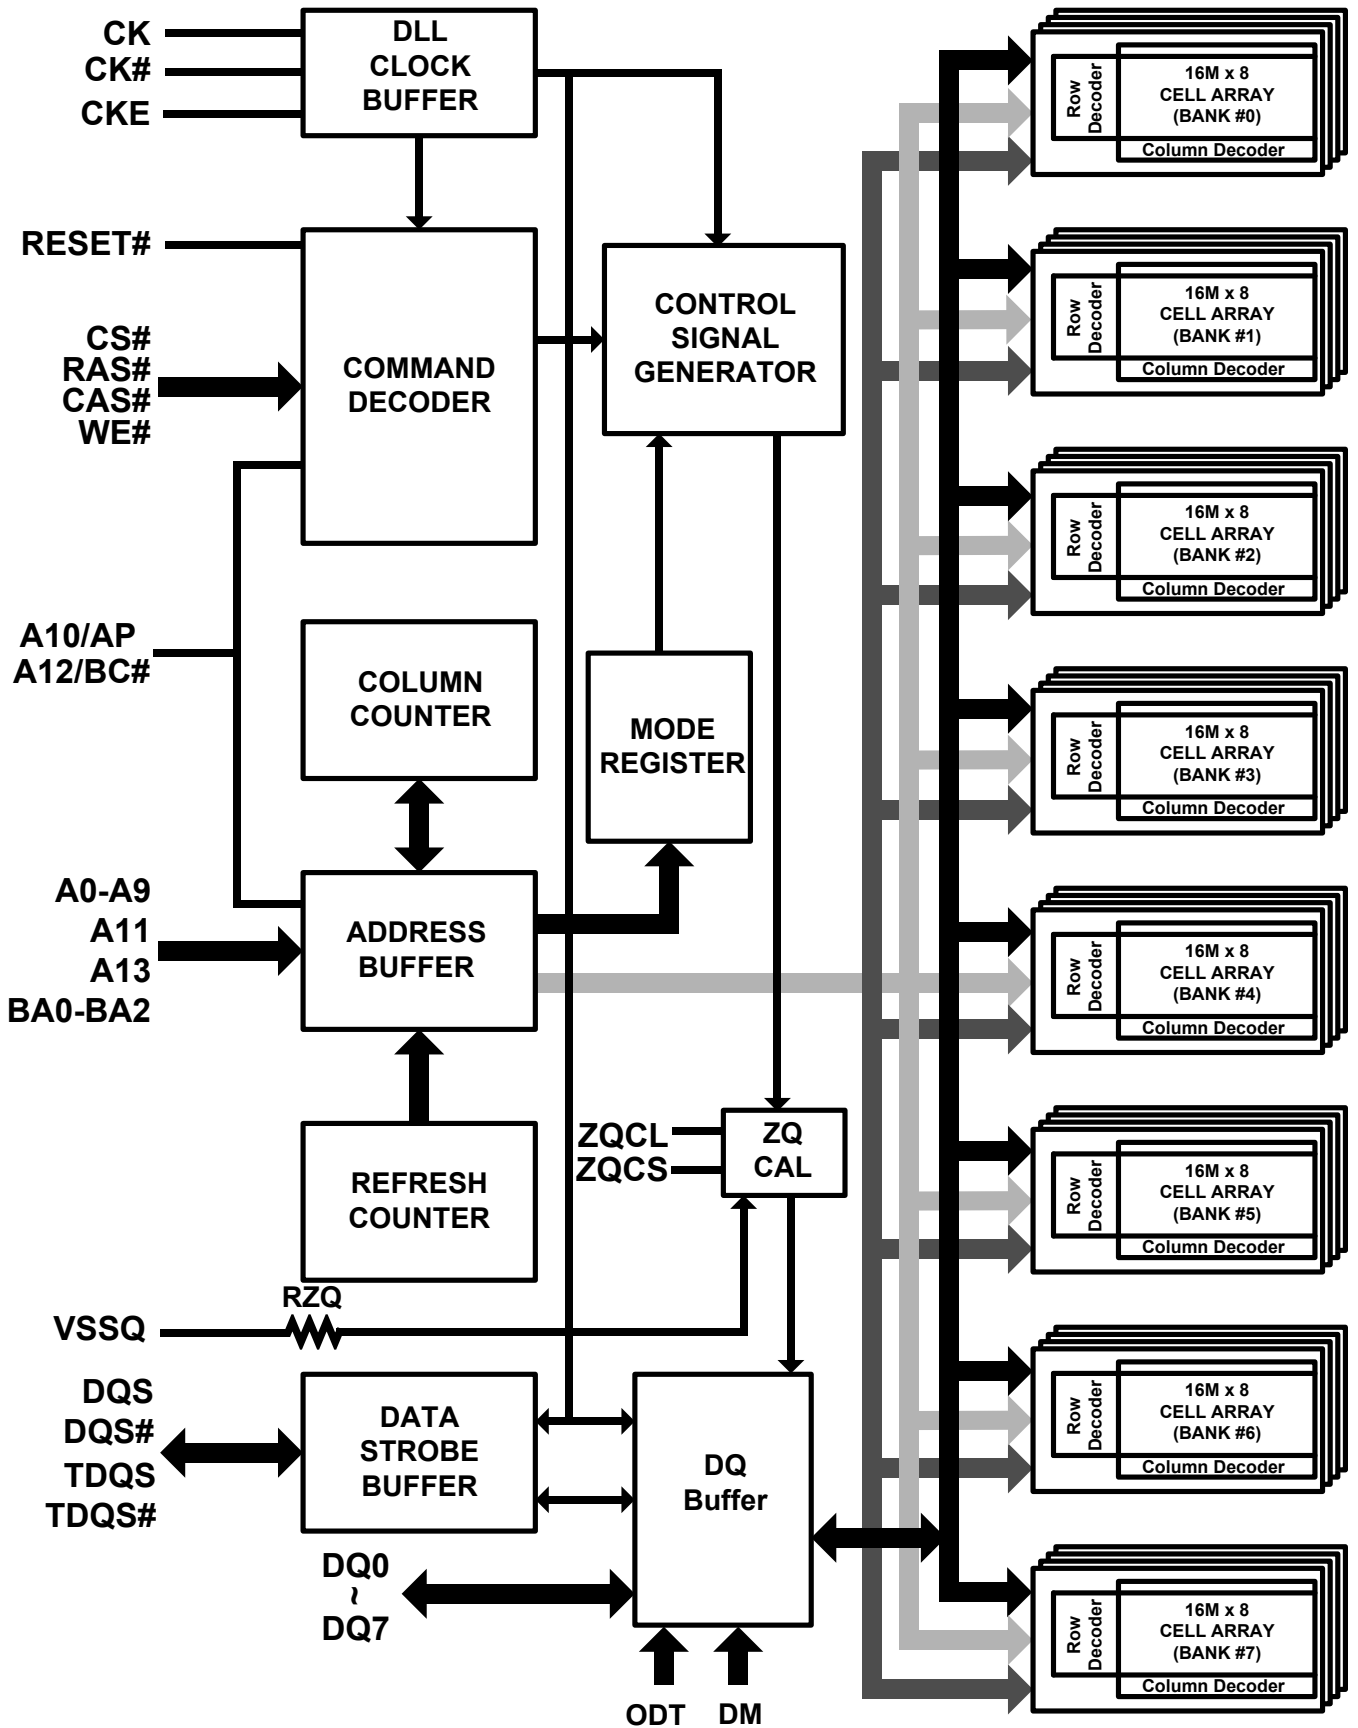 CK
CK#
CKE
DLL
CLOCK
BUFFER
RESET#
CS#
RAS#
CAS#
WE#
COMMAND
DECODER
CONTROL
SIGNAL
GENERATOR
A10/AP
A12/BC#
COLUMN
COUNTER
MODE
REGISTER
A0-A9
A11
A13
BA0-BA2
ADDRESS
BUFFER
REFRESH
COUNTER
ZQCL
ZQCS
ZQ
CAL
VSSQ
RZQ
DQS
DQS#
TDQS
TDQS#
DATA
STROBE
BUFFER
DQ
Buffer
DQ0
~
DQ7
ODT
DM
Row
Decoder
16M x 8
CELL ARRAY
(BANK #0)
Column Decoder
Row
Decoder
16M x 8
CELL ARRAY
(BANK #1)
Column Decoder
Row
Decoder
16M x 8
CELL ARRAY
(BANK #2)
Column Decoder
Row
Decoder
16M x 8
CELL ARRAY
(BANK #3)
Column Decoder
Row
Decoder
16M x 8
CELL ARRAY
(BANK #4)
Column Decoder
Row
Decoder
16M x 8
CELL ARRAY
(BANK #5)
Column Decoder
Row
Decoder
16M x 8
CELL ARRAY
(BANK #6)
Column Decoder
Row
Decoder
16M x 8
CELL ARRAY
(BANK #7)
Column Decoder